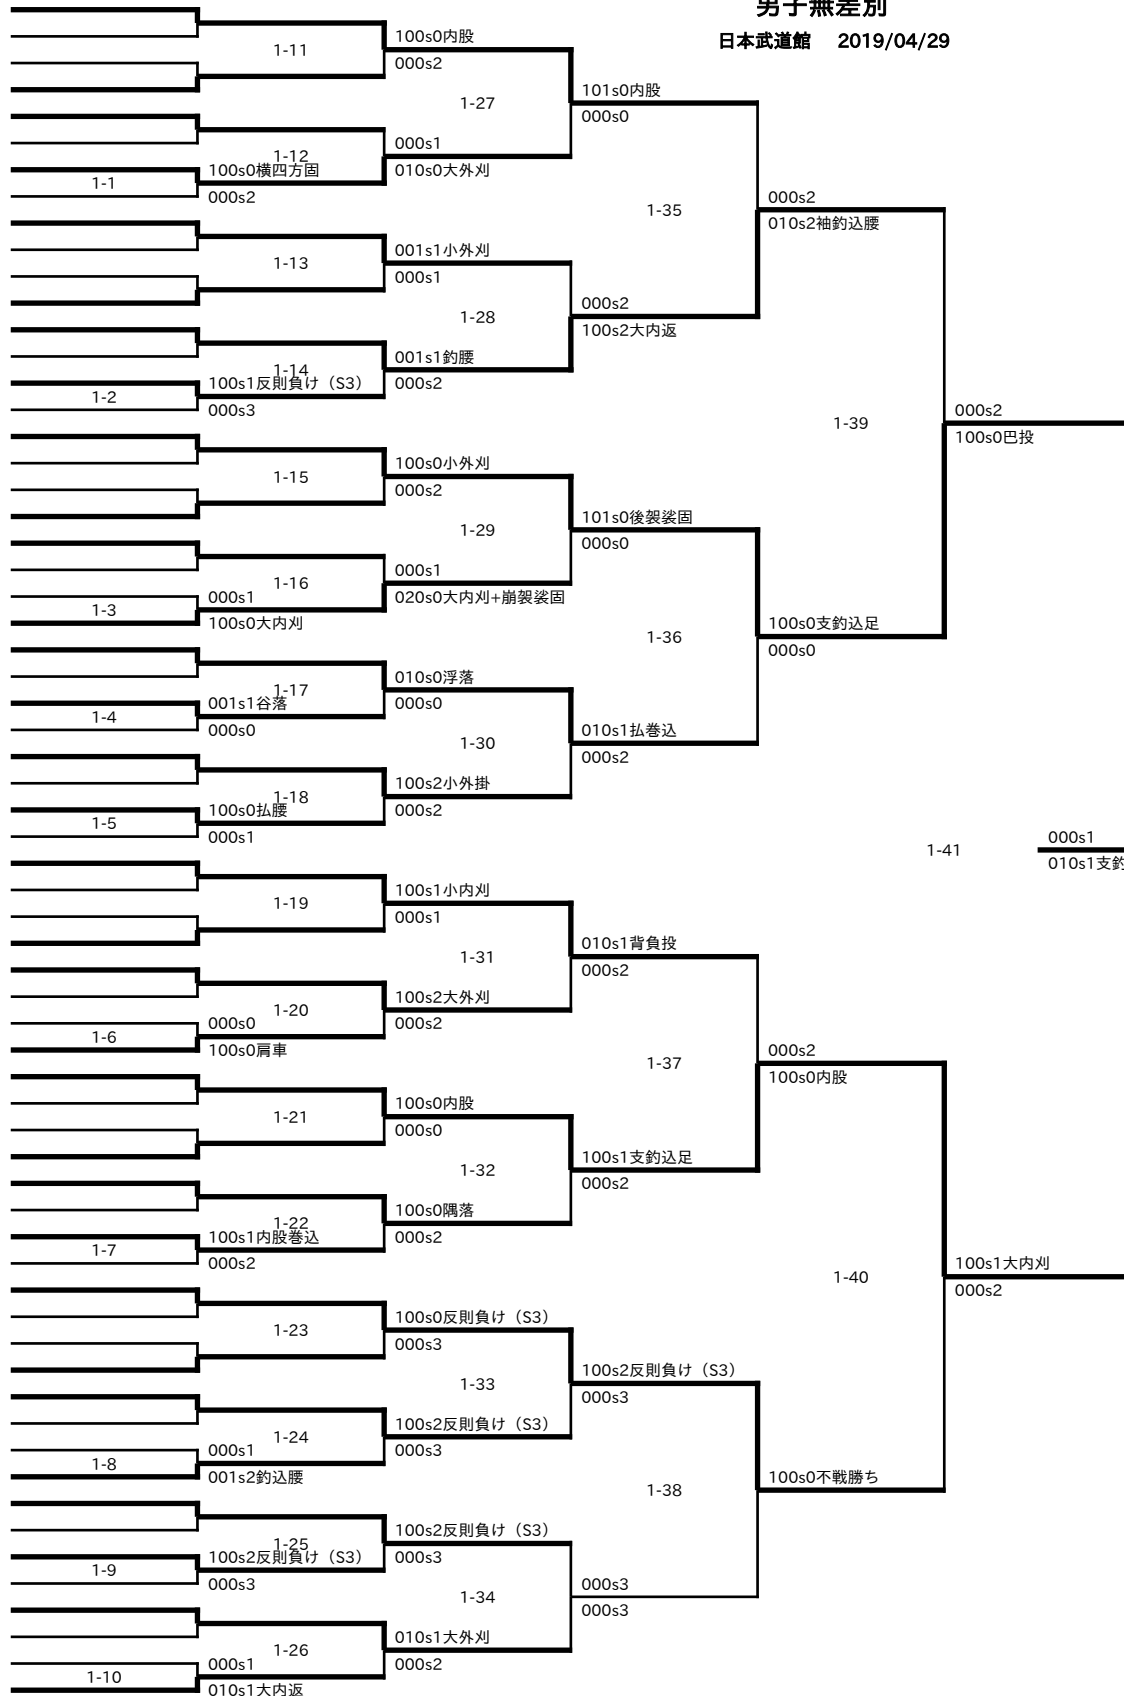 男子無差別
日本武道館 2019/04/29
100s0内股
1-11
000s2
101s0内股
1-27
000s0
000s1
1-12
100s0横四方固
010s0大外刈
1-1
000s2
000s2
1-35
010s2袖釣込腰
001s1小外刈
1-13
000s1
000s2
1-28
100s2大内返
001s1釣腰
1-14
100s1反則負け（S3）
000s2
1-2
000s3
000s2
1-39
100s0巴投
100s0小外刈
1-15
000s2
101s0後袈裟固
1-29
000s0
000s1
1-16
000s1
020s0大内刈+崩袈裟固
1-3
100s0大内刈
100s0支釣込足
1-36
000s0
010s0浮落
1-17
001s1谷落
000s0
1-4
000s0
010s1払巻込
1-30
000s2
100s2小外掛
1-18
100s0払腰
000s2
1-5
000s1
000s1
1-41
010s1支釣
100s1小内刈
1-19
000s1
010s1背負投
1-31
000s2
100s2大外刈
1-20
000s0
000s2
1-6
100s0肩車
000s2
1-37
100s0内股
100s0内股
1-21
000s0
100s1支釣込足
1-32
000s2
100s0隅落
1-22
100s1内股巻込
000s2
1-7
000s2
100s1大内刈
1-40
000s2
100s0反則負け（S3）
1-23
000s3
100s2反則負け（S3）
1-33
000s3
100s2反則負け（S3）
1-24
000s1
000s3
1-8
001s2釣込腰
100s0不戦勝ち
1-38
100s2反則負け（S3）
1-25
100s2反則負け（S3）
000s3
1-9
000s3
000s3
1-34
000s3
010s1大外刈
1-26
000s1
000s2
1-10
010s1大内返